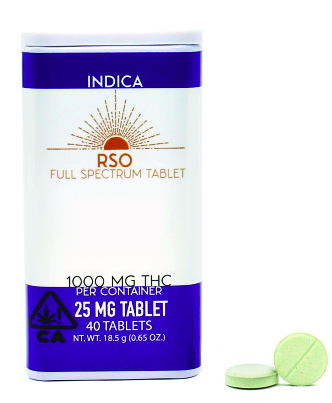 INDICA
RSO
FULL SPECTRUM TABLET
1000 MG THC
PER CONTAINER
25 MG TABLET
40 TABLETS
NT. WT. 18.5 g (0.65 OZ.)
CA